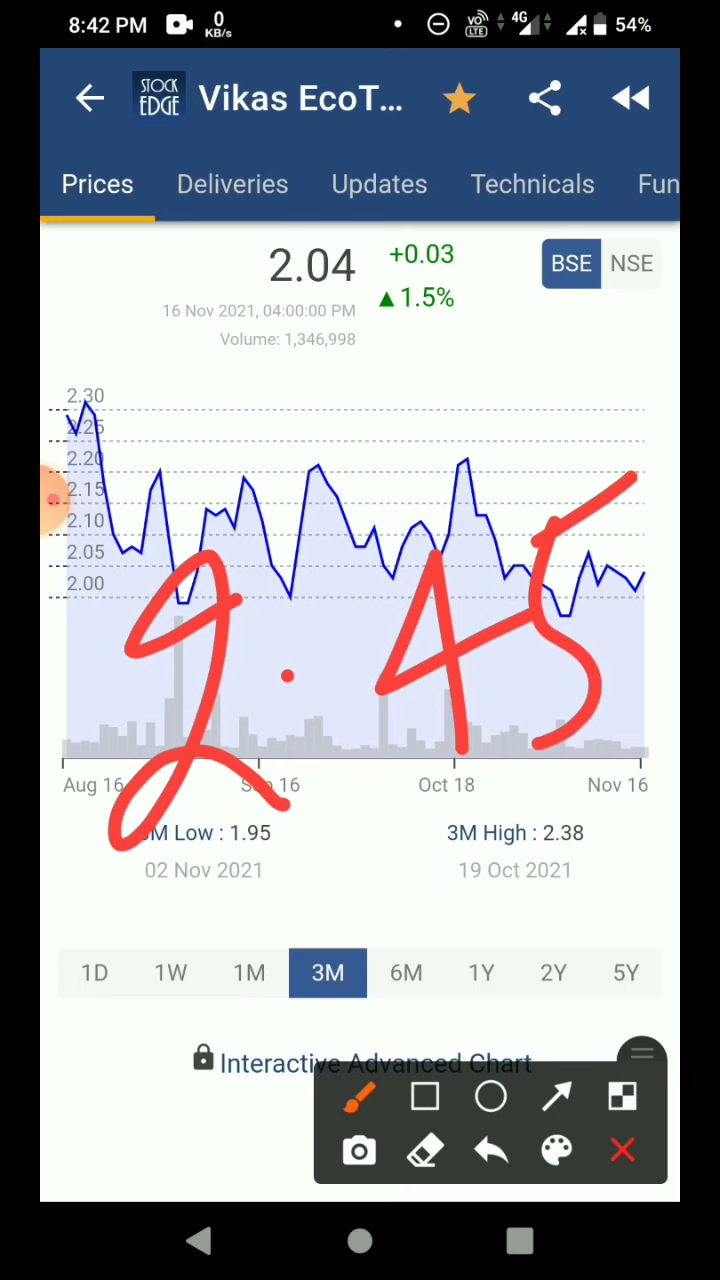 8:42 PM 0 KB/s VO LTE 4G 54%
STOCK EDGE Vikas EcoT...
Prices Deliveries Updates Technicals Fun
2.04 +0.03 BSE NSE
▲1.5%
16 Nov 2021, 04:00:00 PM
Volume: 1,346,998
2.30
2.25
2.20
2.15
2.10
2.05
2.00
.45
Aug 16 Sep 16 Oct 18 Nov 16
3M Low : 1.95 3M High : 2.38
02 Nov 2021 19 Oct 2021
1D 1W 1M 3M 6M 1Y 2Y 5Y
Interactive Advanced Chart